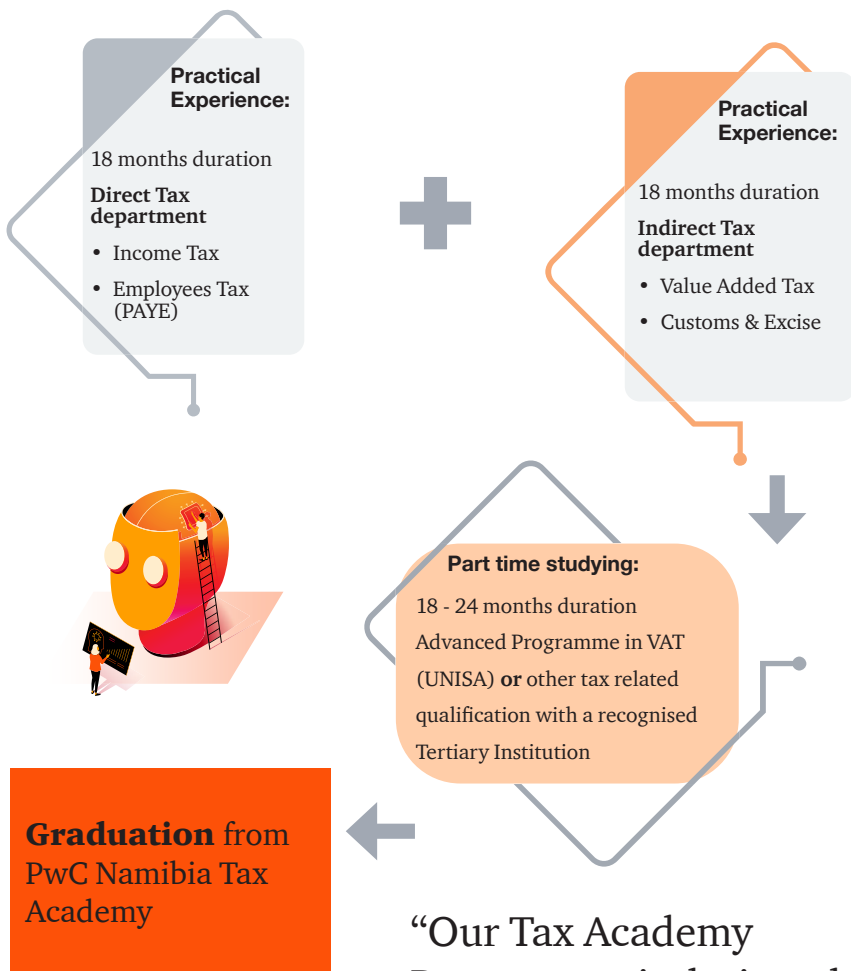 Practical
Experience:
18 months duration
Direct Tax
department
• Income Tax
• Employees Tax
(PAYE)
Practical
Experience:
18 months duration
Indirect Tax
department
• Value Added Tax
• Customs & Excise
Part time studying:
18 - 24 months duration
Advanced Programme in VAT
(UNISA) or other tax related
qualification with a recognised
Tertiary Institution
Graduation from
PwC Namibia Tax
Academy
“Our Tax Academy